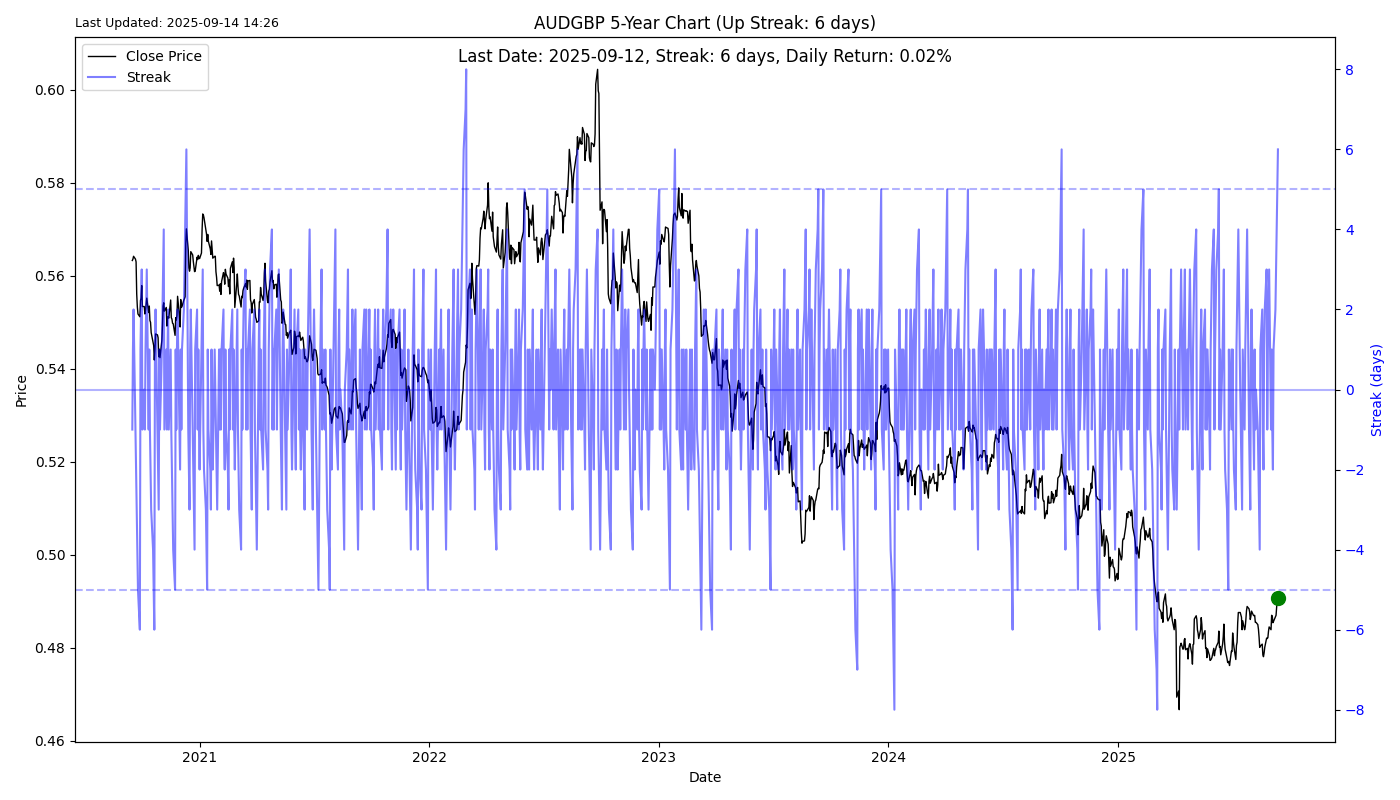 Last Updated: 2025-09-14 14:26
AUDGBP 5-Year Chart (Up Streak: 6 days)
Last Date: 2025-09-12, Streak: 6 days, Daily Return: 0.02%
Close Price
Streak
0.60
0.58
0.56
0.54
0.52
0.50
0.48
0.46
Price
8
6
4
2
0
−2
−4
−6
−8
Streak (days)
2021
2022
2023
2024
2025
Date